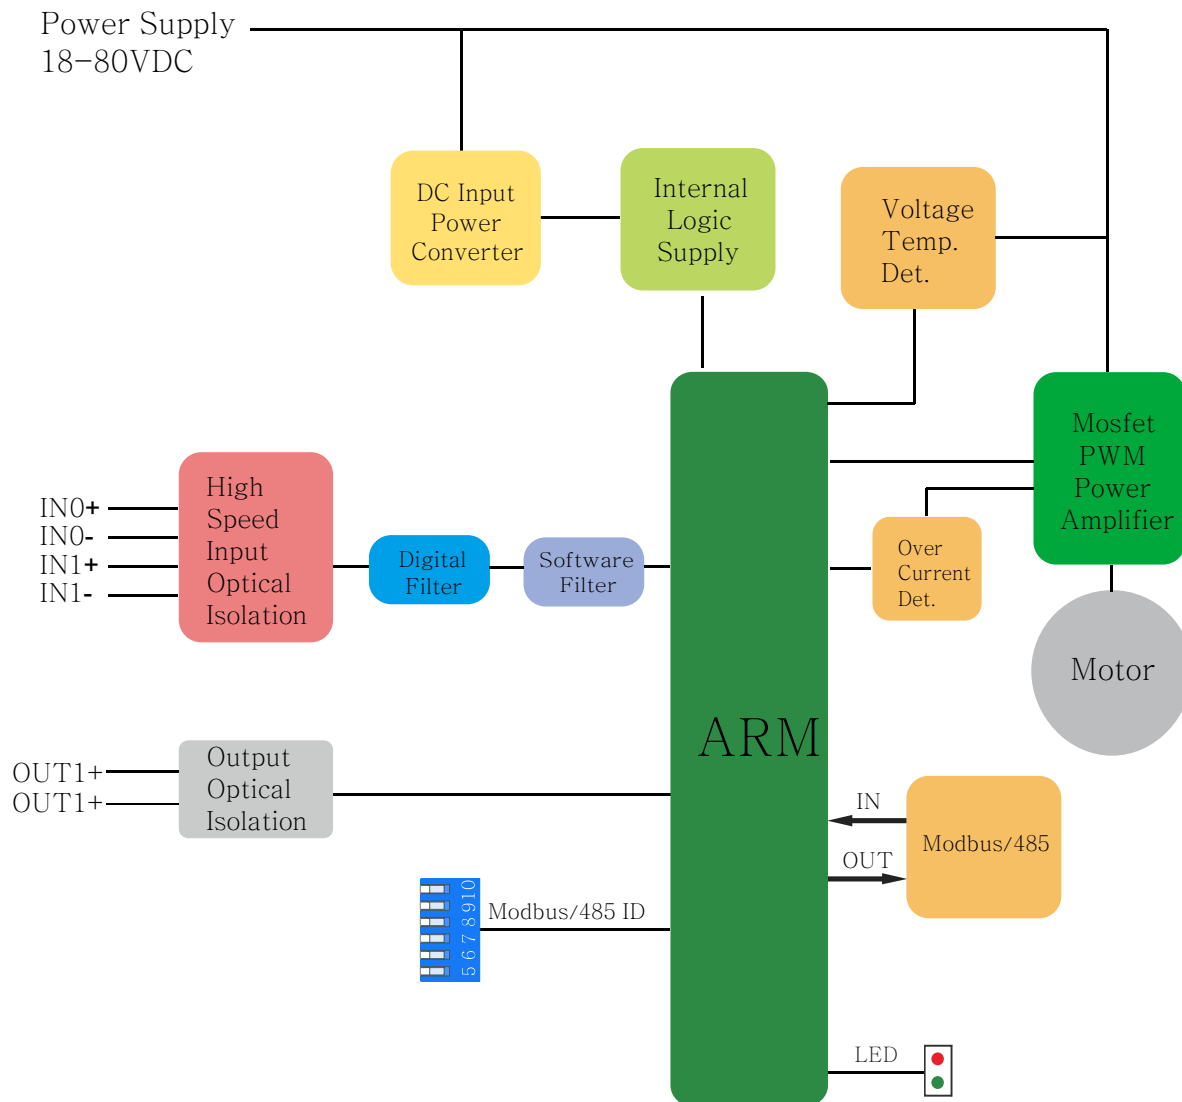 Power Supply
18-80VDC
DC Input
Power
Converter
Internal
Logic
Supply
Voltage
Temp.
Det.
Mosfet
PWM
Power
Amplifier
High
Speed
Input
Optical
Isolation
IN0+
IN0-
IN1+
IN1-
Digital
Filter
Software
Filter
Over
Current
Det.
Motor
ARM
Output
Optical
Isolation
OUT1+
OUT1+
IN
OUT
Modbus/485
5 6 7 8 9 10
Modbus/485 ID
LED